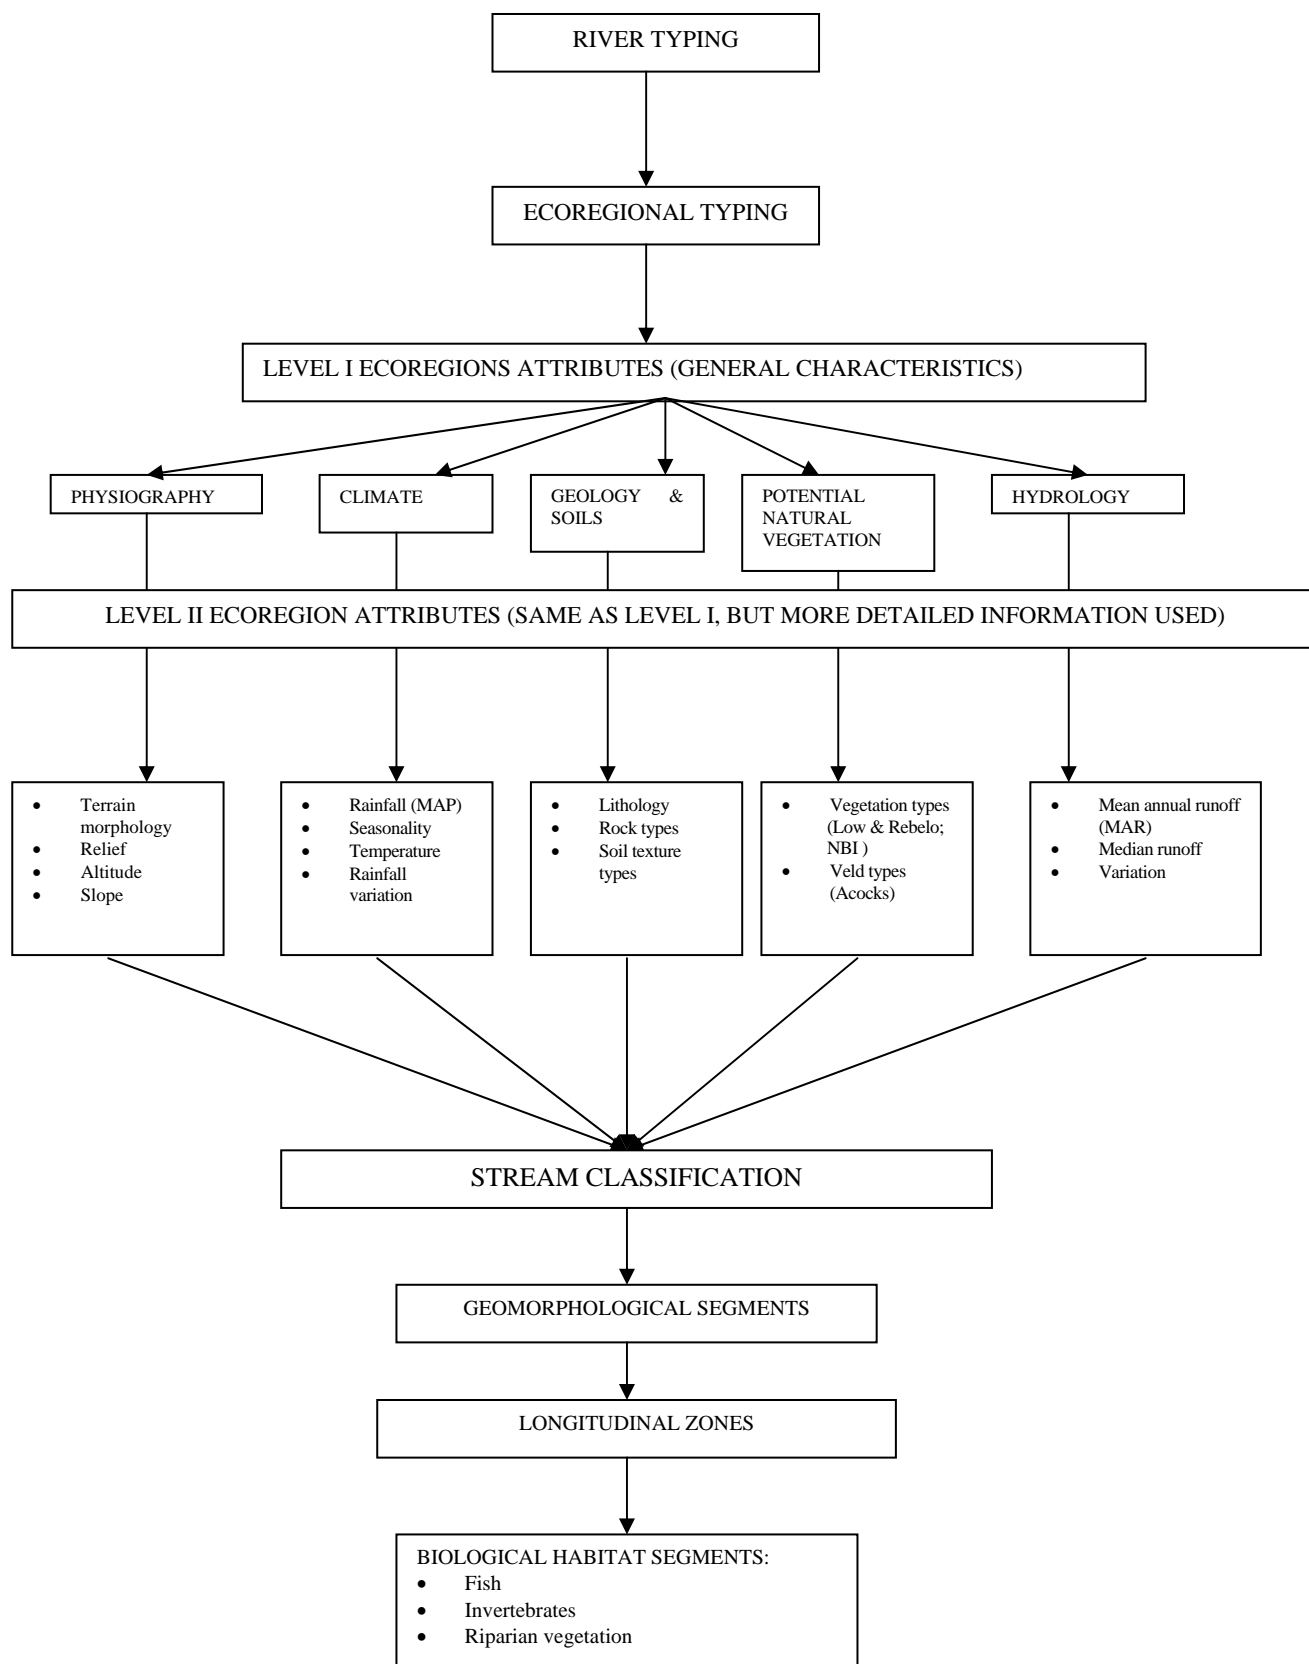 RIVER TYPING
ECOREGIONAL TYPING
LEVEL I ECOREGIONS ATTRIBUTES (GENERAL CHARACTERISTICS)
PHYSIOGRAPHY
CLIMATE
GEOLOGY &
SOILS
POTENTIAL
NATURAL
VEGETATION
HYDROLOGY
LEVEL II ECOREGION ATTRIBUTES (SAME AS LEVEL I, BUT MORE DETAILED INFORMATION USED)
• Terrain
morphology
• Relief
• Altitude
• Slope
• Rainfall (MAP)
• Seasonality
• Temperature
• Rainfall
variation
• Lithology
• Rock types
• Soil texture
types
• Vegetation types
(Low & Rebelo;
NBI )
• Veld types
(Acocks)
• Mean annual runoff
(MAR)
• Median runoff
• Variation
STREAM CLASSIFICATION
GEOMORPHOLOGICAL SEGMENTS
LONGITUDINAL ZONES
BIOLOGICAL HABITAT SEGMENTS:
• Fish
• Invertebrates
• Riparian vegetation